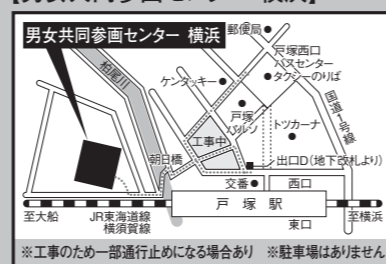 男女共同参画センター 横浜
郵便局
戸塚西口
バスセンター
タクシーのりば
柏尾川
ケンタッキー
国道1号線
戸塚
パルソ
トツカーナ
工事中
朝日橋
出口D(地下改札より)
交番
西口
至大船
JR東海道線
横須賀線
戸塚駅
至横浜
東口
※工事のため一部通行止めになる場合あり ※駐車場はありません